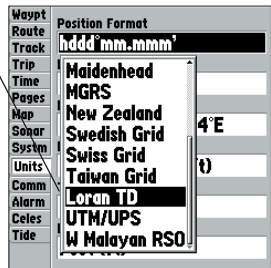 Waypt
Route
Track
Trip
Time
Pages
Map
Sonar
Systm
Units
Comm
Alarm
Celes
Tide
Position Format
hddd°mm.mmm'
Maidenhead
MGRS
New Zealand
Swedish Grid
Swiss Grid
Taiwan Grid
Loran TD
UTM/UPS
W Malayan RSO
4°E